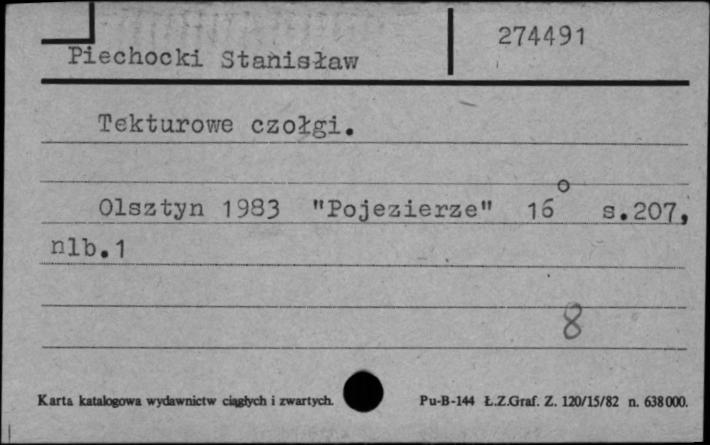 Piechocki Stanisław 274491
Tekturowe czołgi.
Olsztyn 1983 "Pojezierze" 16° s.207,
nlb.1
8
Karta katalogowa wydawnictw ciągłych i zwartych. Pu-B-144 Ł.Z.Graf. Z. 120/15/82 n. 638000.